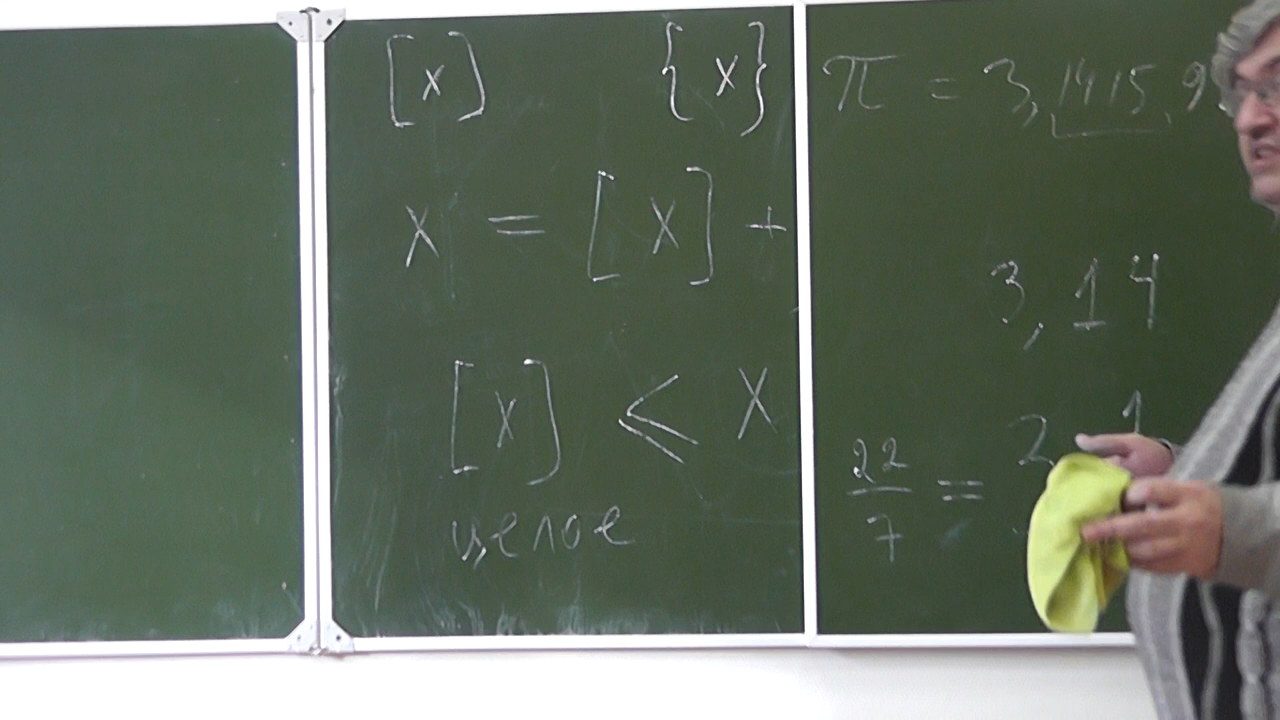 [x] {x}
x = [x] +
[x] ≤ x
целое
π = 3,1415,9
3,14
22/7 =